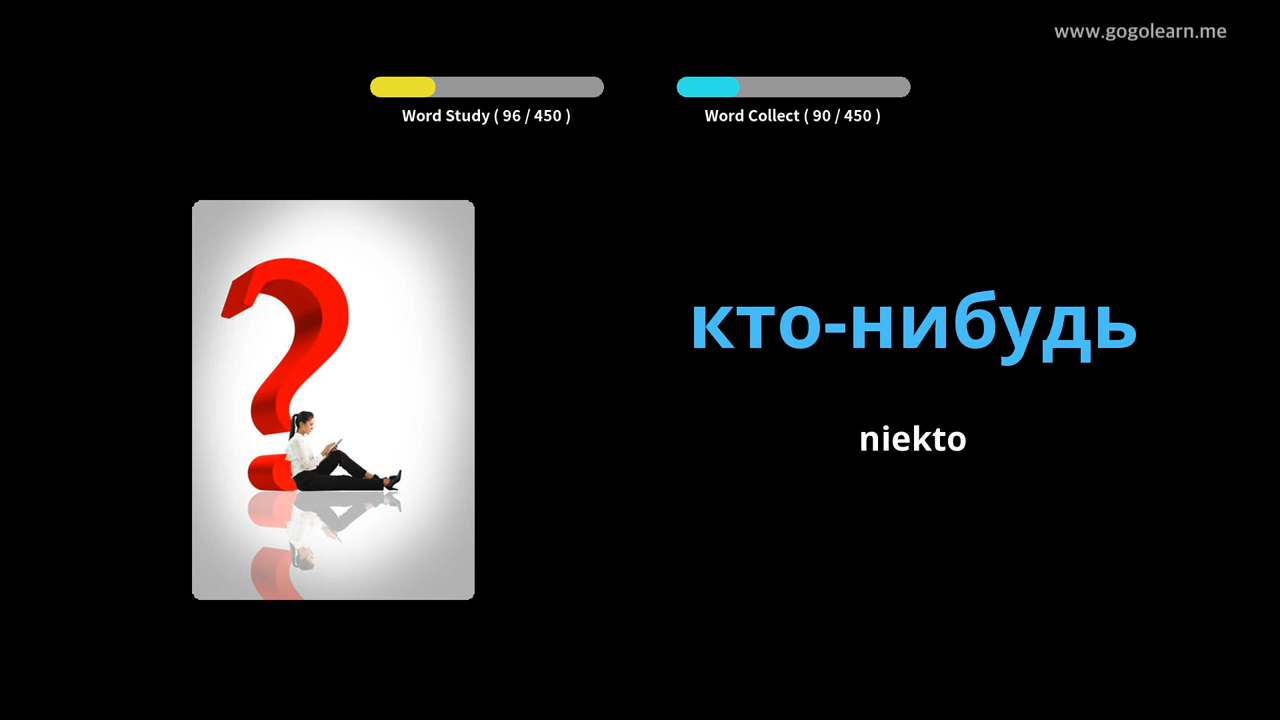 www.gogolearn.me
Word Study ( 96 / 450 )
Word Collect ( 90 / 450 )
кто-нибудь
niekto